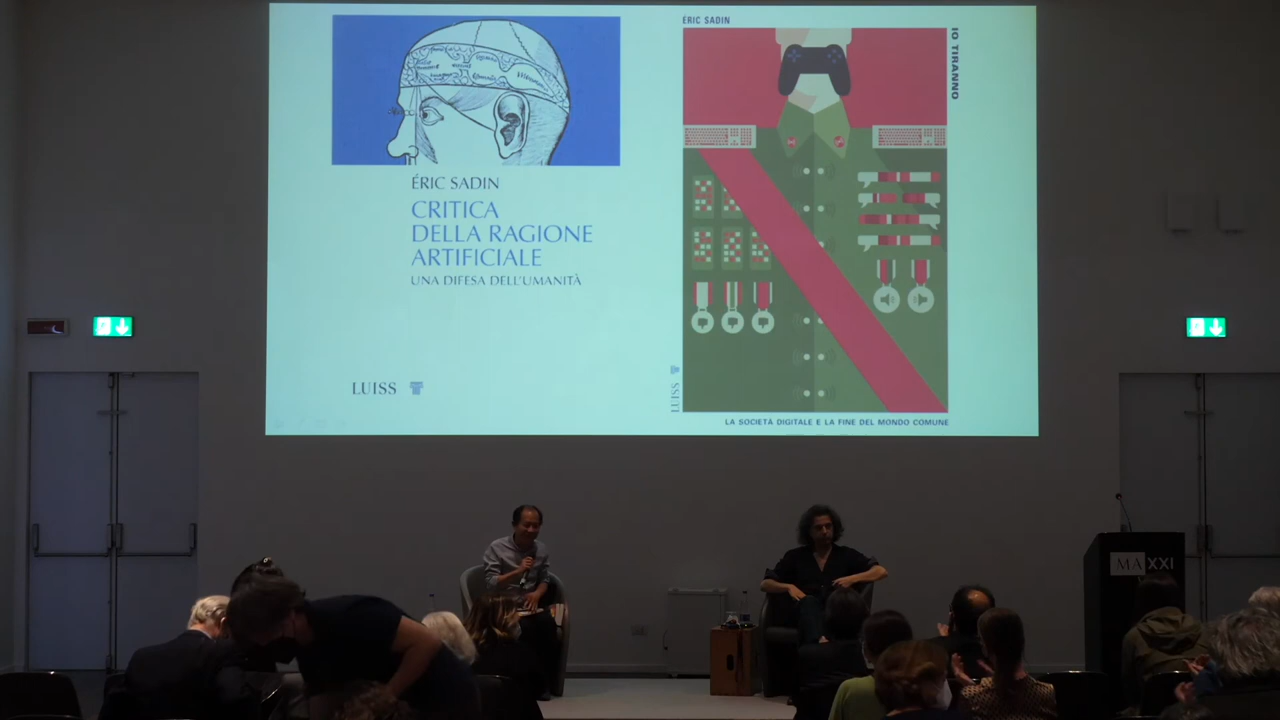 ÉRIC SADIN
CRITICA
DELLA RAGIONE
ARTIFICIALE
UNA DIFESA DELL'UMANITÀ
LUISS
ÉRIC SADIN
IO TIRANNO
LUISS
LA SOCIETÀ DIGITALE E LA FINE DEL MONDO COMUNE
MAXXI